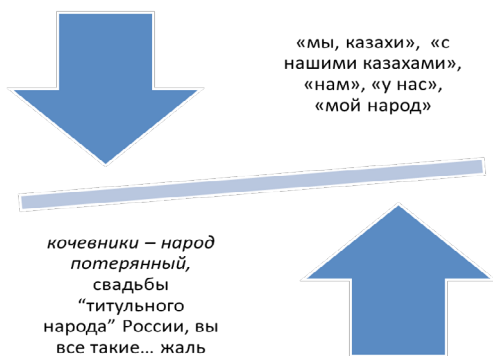 «мы, казахи», «с
нашими казахами»,
«нам», «у нас»,
«мой народ»
кочевники – народ
потерянный,
свадьбы
“титульного
народа” России, вы
все такие... жаль